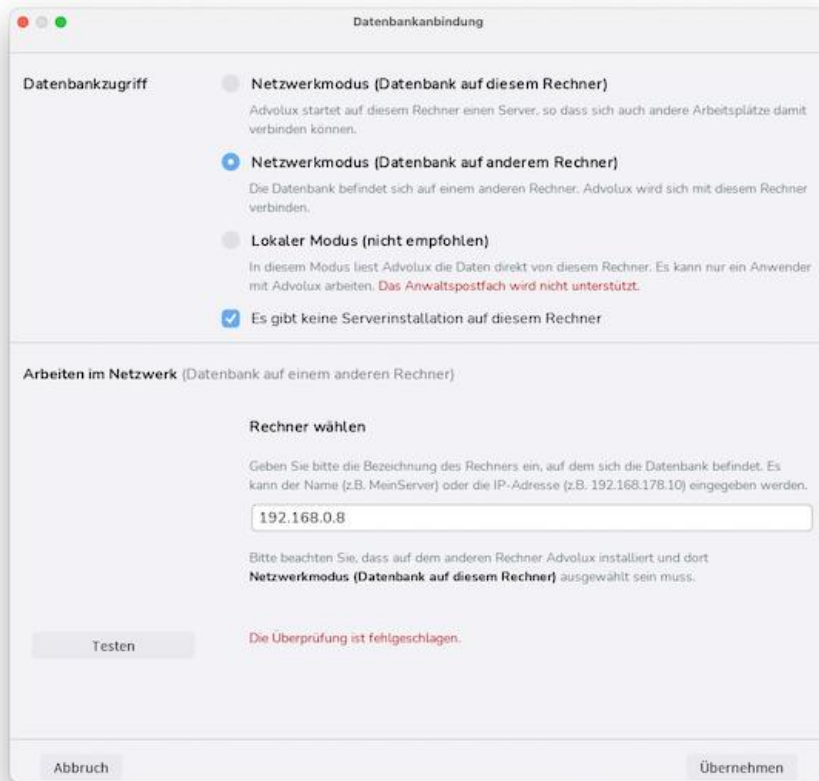 Datenbankanbindung
Datenbankzugriff
Netzwerkmodus (Datenbank auf diesem Rechner)
Advolux startet auf diesem Rechner einen Server, so dass sich auch andere Arbeitsplätze damit
verbinden können.
Netzwerkmodus (Datenbank auf anderem Rechner)
Die Datenbank befindet sich auf einem anderen Rechner. Advolux wird sich mit diesem Rechner
verbinden.
Lokaler Modus (nicht empfohlen)
In diesem Modus liest Advolux die Daten direkt von diesem Rechner. Es kann nur ein Anwender
mit Advolux arbeiten. Das Anwaltspostfach wird nicht unterstützt.
Es gibt keine Serverinstallation auf diesem Rechner
Arbeiten im Netzwerk (Datenbank auf einem anderen Rechner)
Rechner wählen
Geben Sie bitte die Bezeichnung des Rechners ein, auf dem sich die Datenbank befindet. Es
kann der Name (z.B. MeinServer) oder die IP-Adresse (z.B. 192.168.178.10) eingegeben werden.
192.168.0.8
Bitte beachten Sie, dass auf dem anderen Rechner Advolux installiert und dort
Netzwerkmodus (Datenbank auf diesem Rechner) ausgewählt sein muss.
Testen
Die Überprüfung ist fehlgeschlagen.
Abbruch
Übernehmen